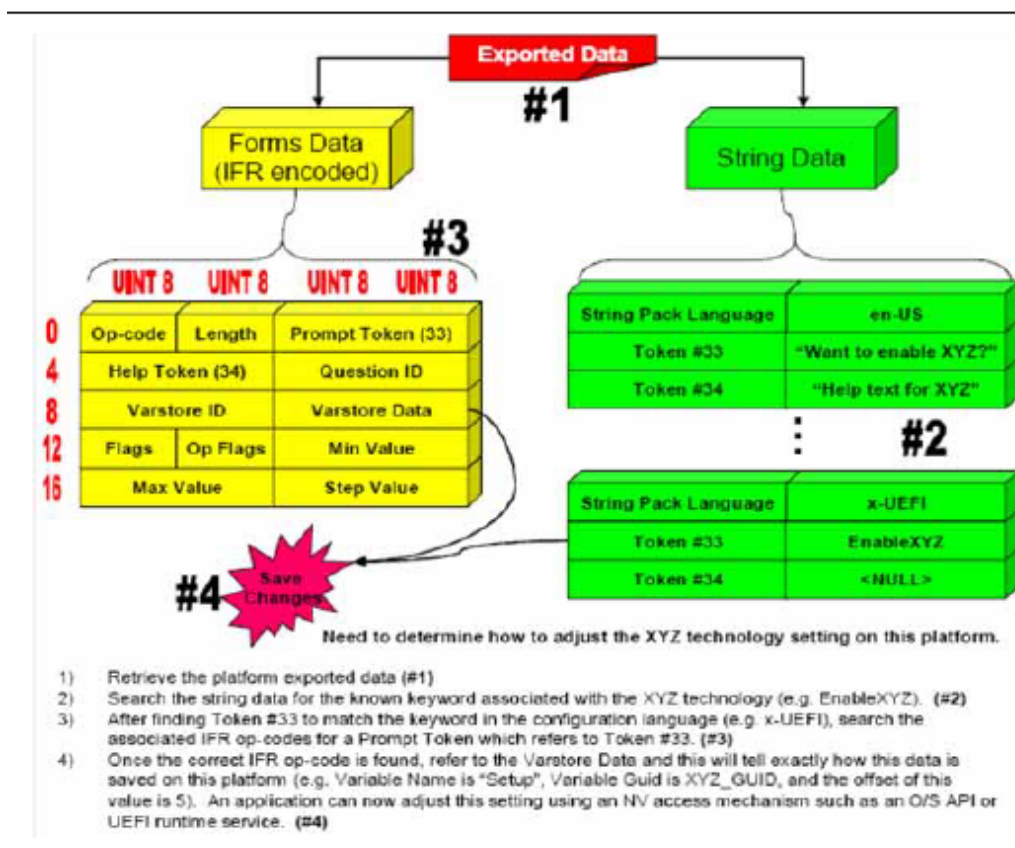 Exported Data
#1
Forms Data
(IFR encoded)
String Data
#3
UINT 8 UINT 8 UINT 8 UINT 8
0 Op-code Length Prompt Token (33)
4 Help Token (34) Question ID
8 Varstore ID Varstore Data
12 Flags Op Flags Min Value
16 Max Value Step Value
String Pack Language en-US
Token #33 “Want to enable XYZ?”
Token #34 “Help text for XYZ”
#2
String Pack Language x-UEFI
Token #33 EnableXYZ
Token #34 <NULL>
#4
Save
Changes
Need to determine how to adjust the XYZ technology setting on this platform.
1) Retrieve the platform exported data (#1)
2) Search the string data for the known keyword associated with the XYZ technology (e.g. EnableXYZ). (#2)
3) After finding Token #33 to match the keyword in the configuration language (e.g. x-UEFI), search the
associated IFR op-codes for a Prompt Token which refers to Token #33. (#3)
4) Once the correct IFR op-code is found, refer to the Varstore Data and this will tell exactly how this data is
saved on this platform (e.g. Variable Name is “Setup”, Variable Guid is XYZ_GUID, and the offset of this
value is 5). An application can now adjust this setting using an NV access mechanism such as an O/S API or
UEFI runtime service. (#4)